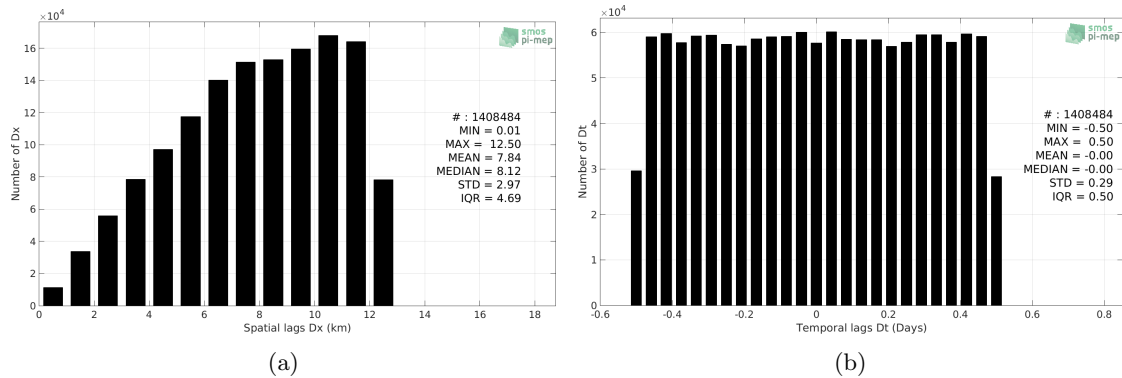 ×10⁴
16
14
12
10
8
6
4
2
0
Number of Dx
0 2 4 6 8 10 12 14 16 18
Spatial lags Dx (km)
smos
pi-mep
# : 1408484
MIN = 0.01
MAX = 12.50
MEAN = 7.84
MEDIAN = 8.12
STD = 2.97
IQR = 4.69
(a)
×10⁴
6
5
4
3
2
1
0
Number of Dt
-0.6 -0.4 -0.2 0 0.2 0.4 0.6 0.8
Temporal lags Dt (Days)
smos
pi-mep
# : 1408484
MIN = -0.50
MAX = 0.50
MEAN = -0.00
MEDIAN = -0.00
STD = 0.29
IQR = 0.50
(b)